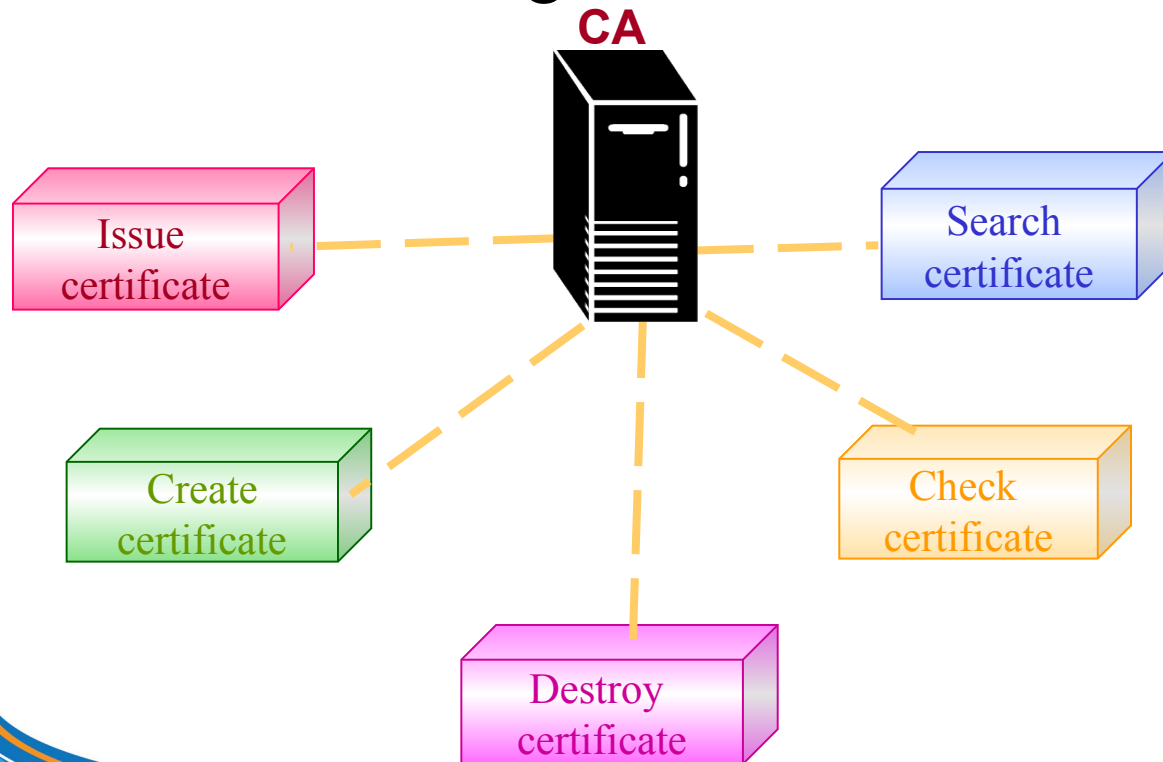 CA
Issue
certificate
Search
certificate
Create
certificate
Check
certificate
Destroy
certificate